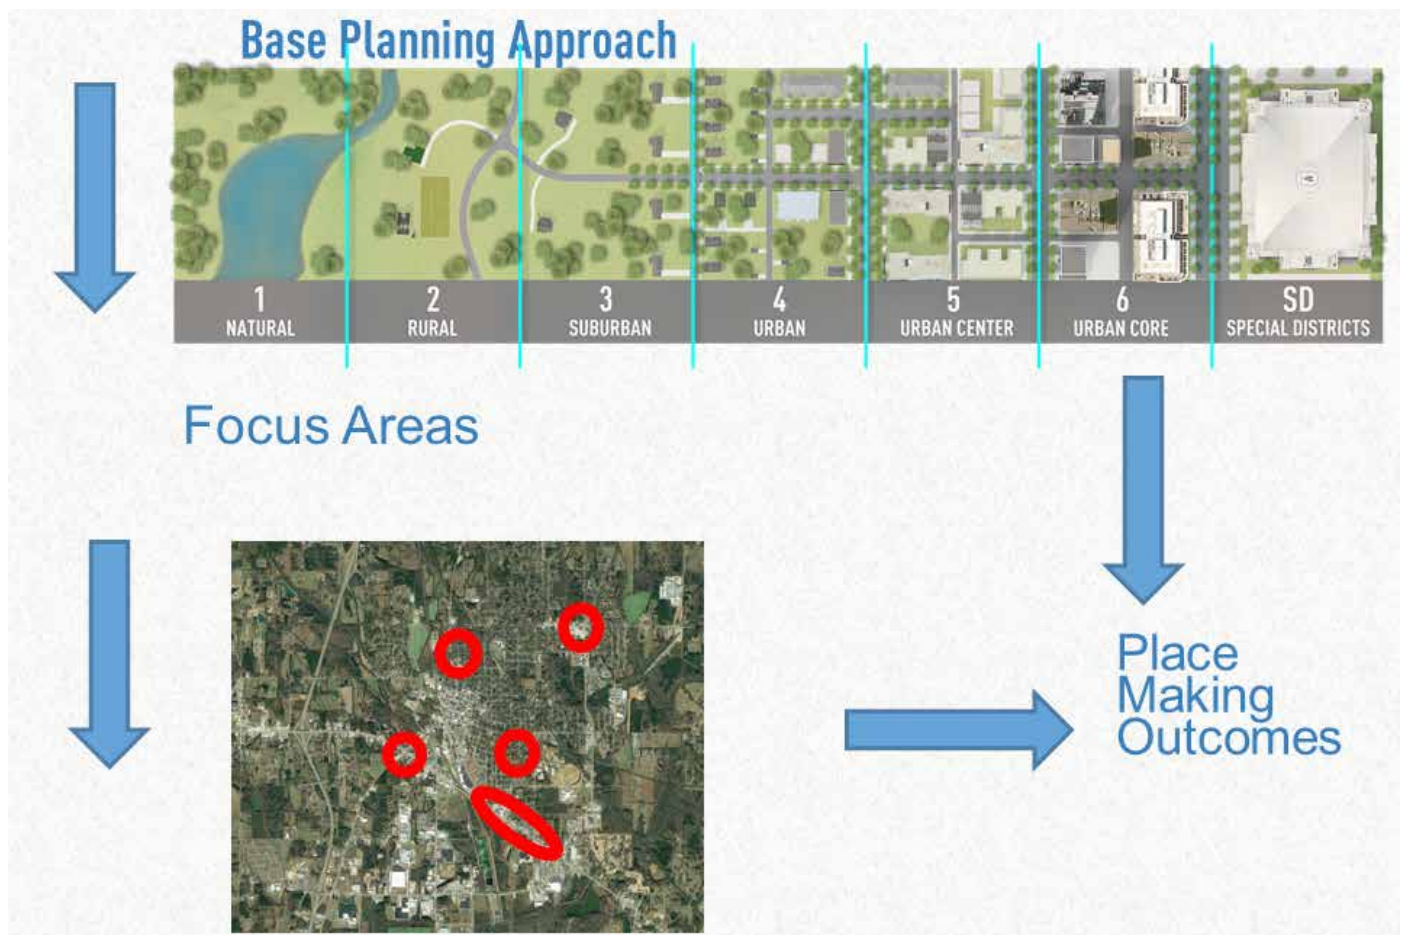 Base Planning Approach
1
NATURAL
2
RURAL
3
SUBURBAN
4
URBAN
5
URBAN CENTER
6
URBAN CORE
SD
SPECIAL DISTRICTS
Focus Areas
Place
Making
Outcomes